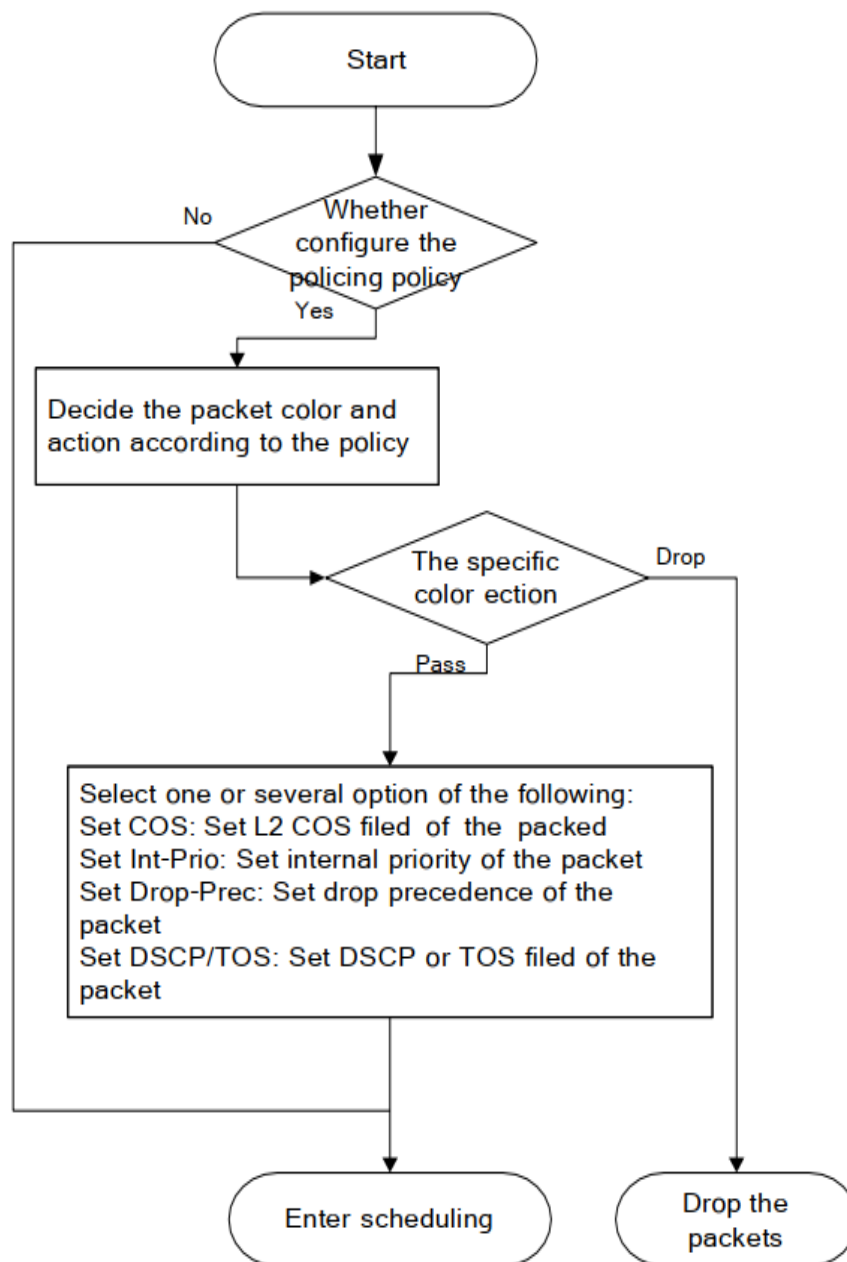 Start
No
Whether
configure the
policing policy
Yes
Decide the packet color and
action according to the policy
The specific
color ection
Drop
Pass
Select one or several option of the following:
Set COS: Set L2 COS filed of the packed
Set Int-Prio: Set internal priority of the packet
Set Drop-Prec: Set drop precedence of the
packet
Set DSCP/TOS: Set DSCP or TOS filed of the
packet
Enter scheduling
Drop the
packets